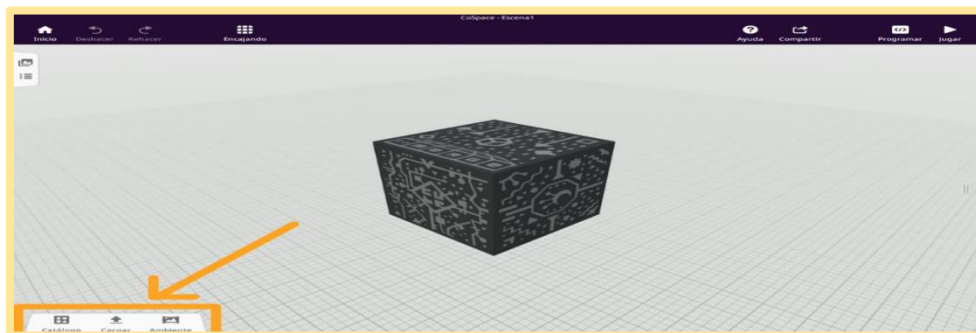 CoSpace - Escena1
Inicio Deshacer Rehacer Encajando Ayuda Compartir Programar Jugar
Catálogo Cargar Ambiente